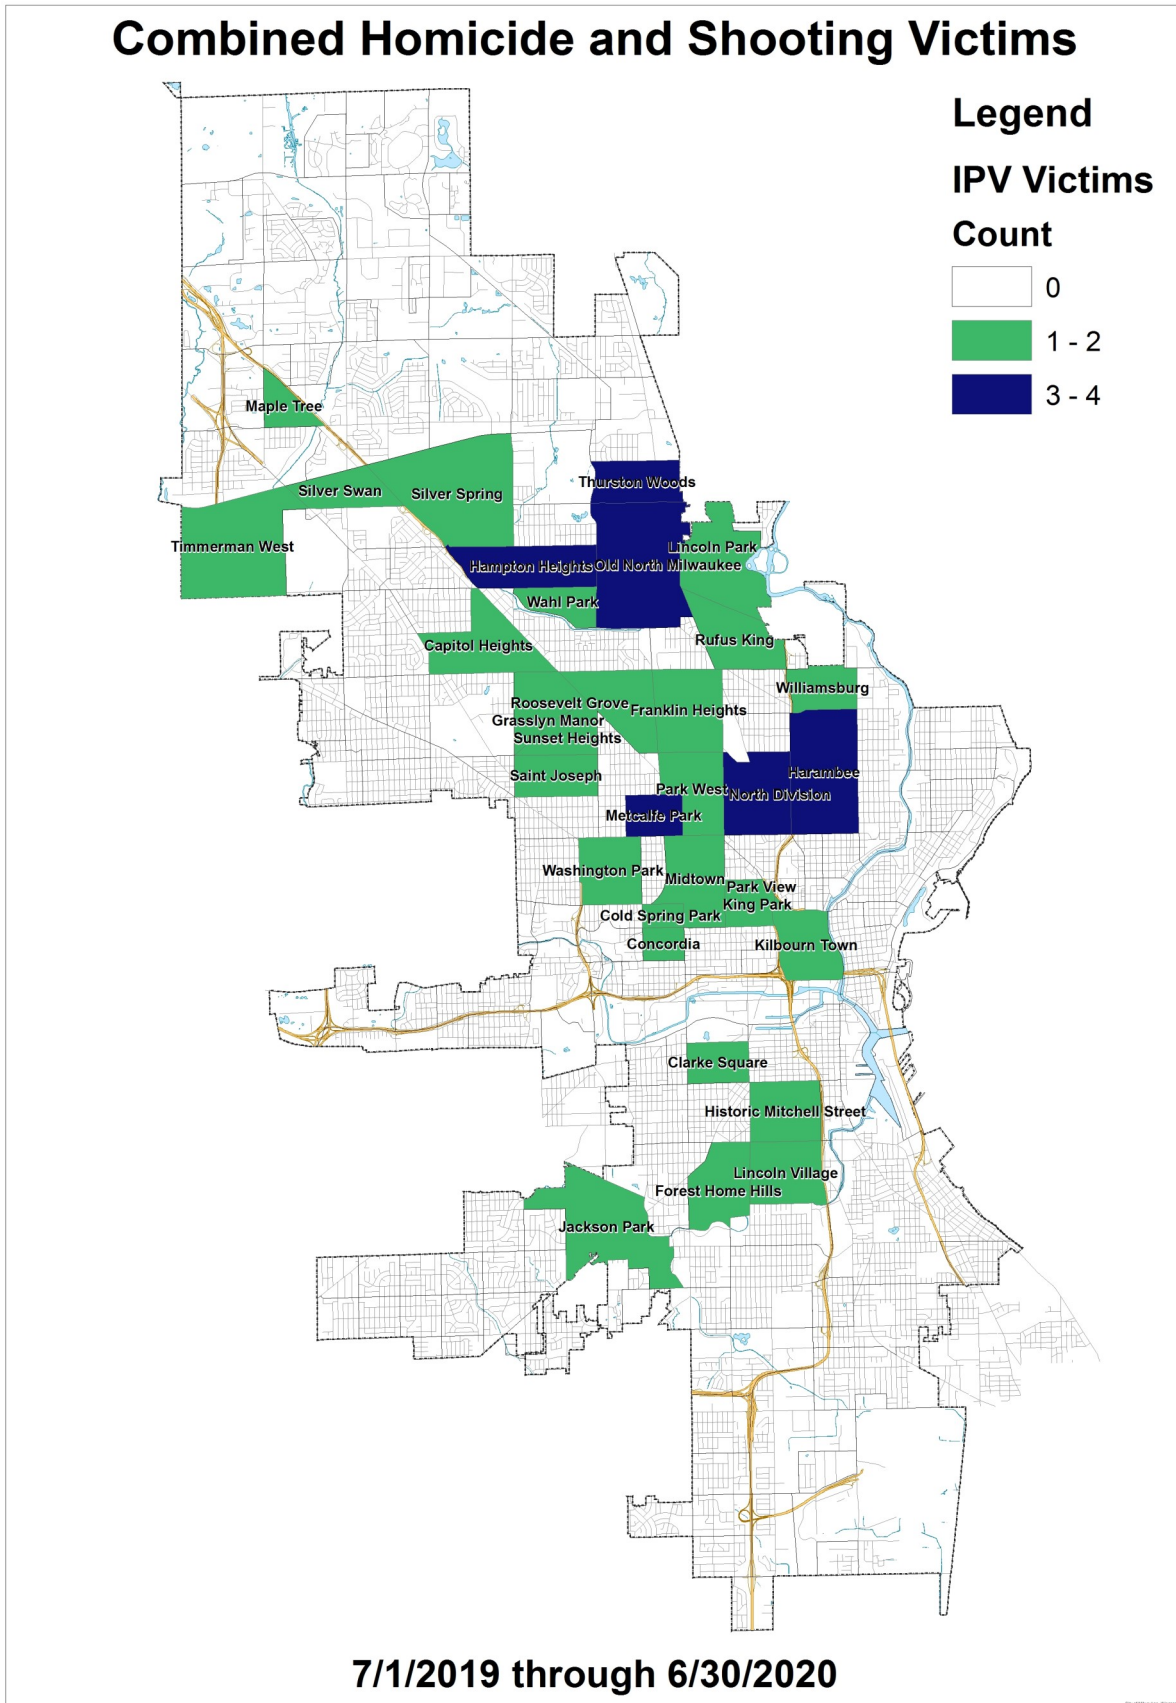 Combined Homicide and Shooting Victims
Legend
IPV Victims
Count
0
1 - 2
3 - 4
Maple Tree
Silver Swan
Silver Spring
Thurston Woods
Timmerman West
Lincoln Park
Hampton Heights
Old North Milwaukee
Wahl Park
Rufus King
Capitol Heights
Williamsburg
Roosevelt Grove
Franklin Heights
Grasslyn Manor
Sunset Heights
Saint Joseph
Harambee
Park West
North Division
Metcalfe Park
Washington Park
Midtown
Park View
King Park
Cold Spring Park
Concordia
Kilbourn Town
Clarke Square
Historic Mitchell Street
Lincoln Village
Forest Home Hills
Jackson Park
7/1/2019 through 6/30/2020